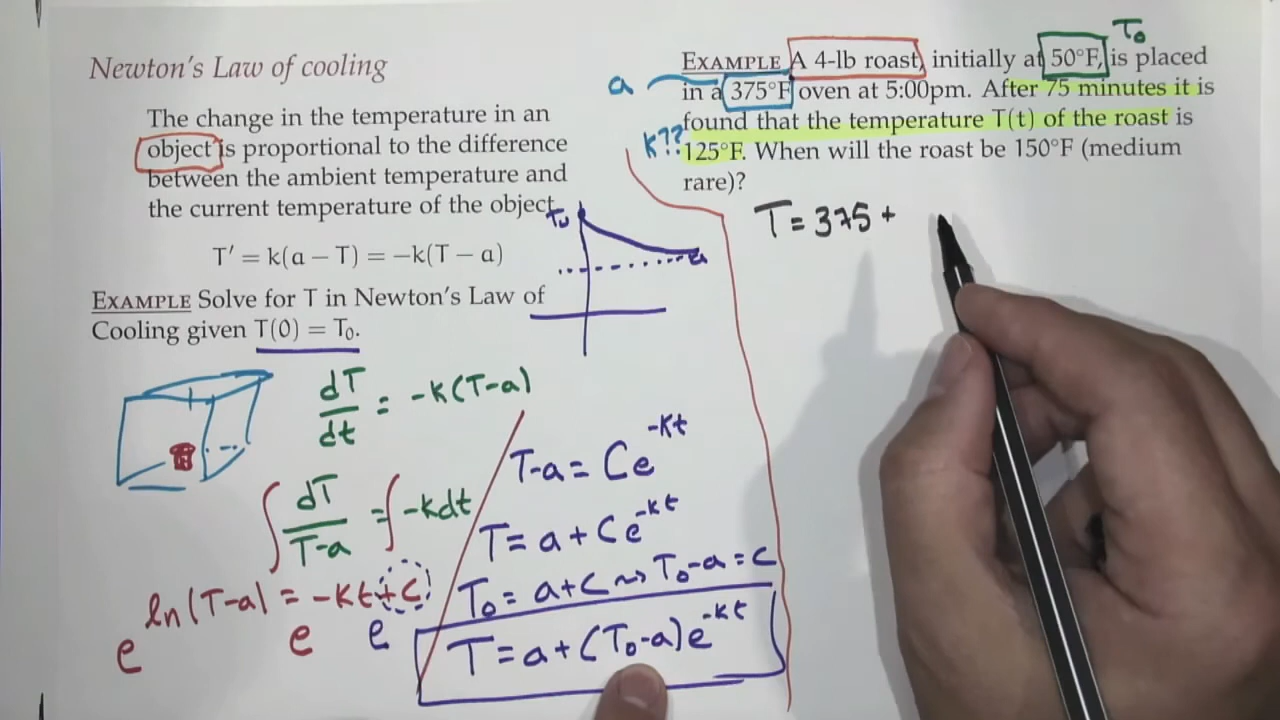 Newton's Law of cooling
The change in the temperature in an
object is proportional to the difference
between the ambient temperature and
the current temperature of the object.
T' = k(a − T) = −k(T − a)
EXAMPLE Solve for T in Newton's Law of
Cooling given T(0) = T₀.
T₀
a
dT/dt = -k(T-a)
∫ dT/T-a = ∫ -kdt
ln(T-a) = -kt+c
e e e
T-a = Ce^-kt
T = a + Ce^-kt
T₀ = a+C ⇝ T₀-a = C
T = a + (T₀-a)e^-kt
T₀
EXAMPLE A 4-lb roast, initially at 50°F, is placed
a in a 375°F oven at 5:00pm. After 75 minutes it is
found that the temperature T(t) of the roast is
k?? 125°F. When will the roast be 150°F (medium
rare)?
T = 375 +